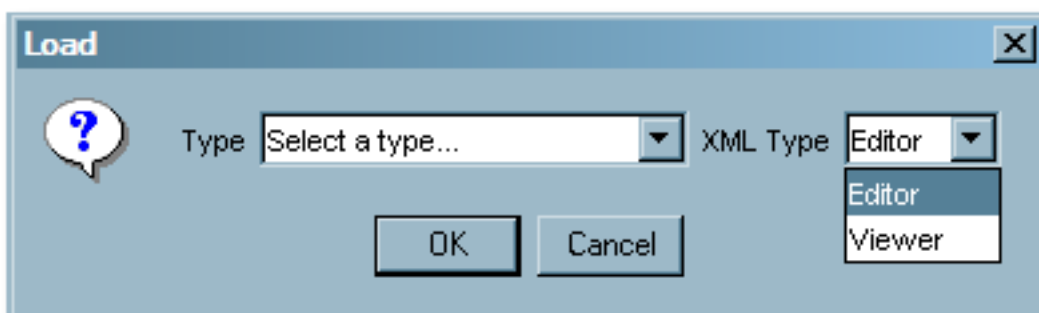 Load
? Type Select a type... XML Type Editor
Editor
Viewer
OK Cancel